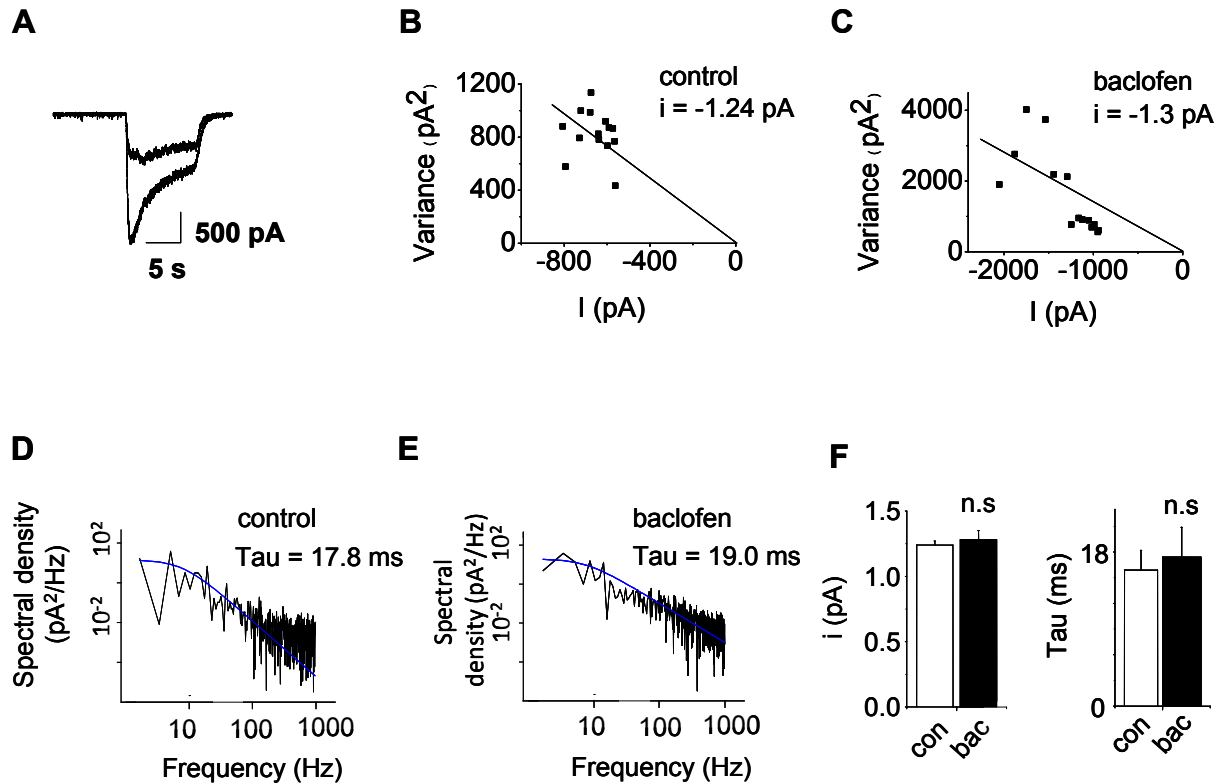 A
500 pA
5 s
B
control
i = -1.24 pA
Variance (pA²)
1200
800
400
0
-800
-400
0
I (pA)
C
baclofen
i = -1.3 pA
Variance (pA²)
4000
2000
0
-2000
-1000
0
I (pA)
D
control
Tau = 17.8 ms
Spectral density
(pA²/Hz)
10²
10⁻²
10
100
1000
Frequency (Hz)
E
baclofen
Tau = 19.0 ms
Spectral
density (pA²/Hz)
10²
10⁻²
10
100
1000
Frequency (Hz)
F
n.s
i (pA)
1.5
1.0
0.5
0.0
con
bac
n.s
Tau (ms)
18
0
con
bac